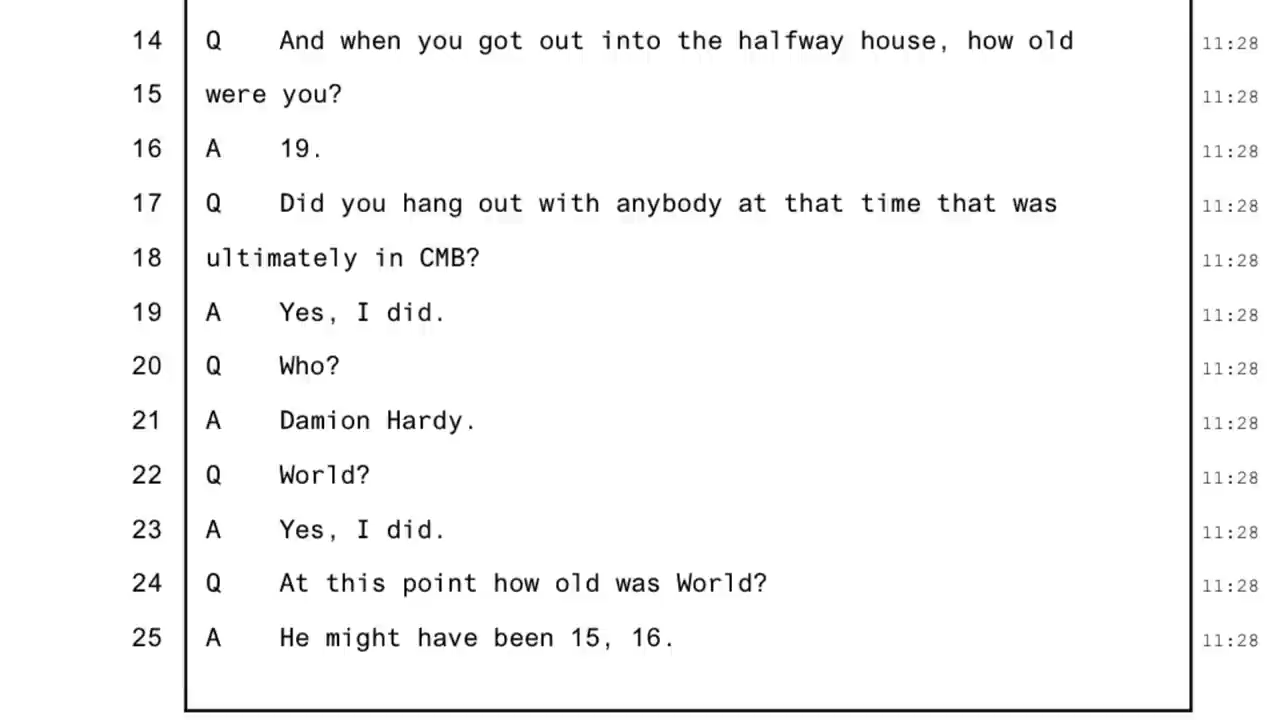 14 Q And when you got out into the halfway house, how old 11:28
15 were you? 11:28
16 A 19. 11:28
17 Q Did you hang out with anybody at that time that was 11:28
18 ultimately in CMB? 11:28
19 A Yes, I did. 11:28
20 Q Who? 11:28
21 A Damion Hardy. 11:28
22 Q World? 11:28
23 A Yes, I did. 11:28
24 Q At this point how old was World? 11:28
25 A He might have been 15, 16. 11:28